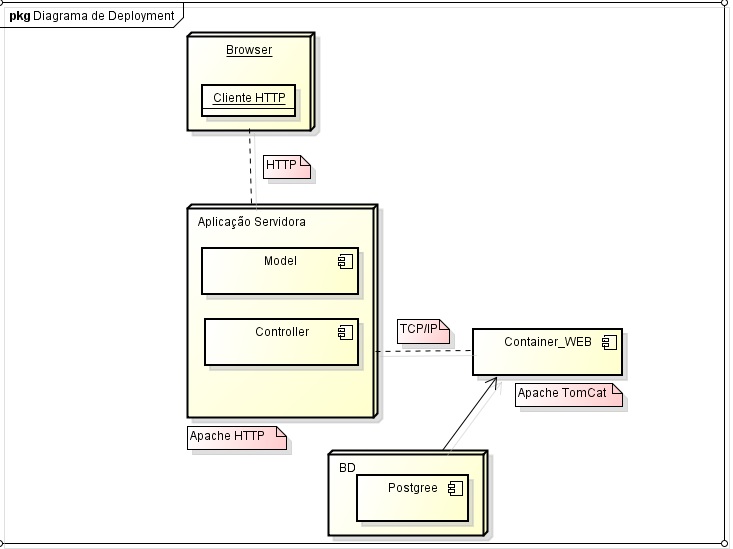 pkg Diagrama de Deployment
Browser
Cliente HTTP
HTTP
Aplicação Servidora
Model
Controller
TCP/IP
Container_WEB
Apache TomCat
Apache HTTP
BD
Postgree